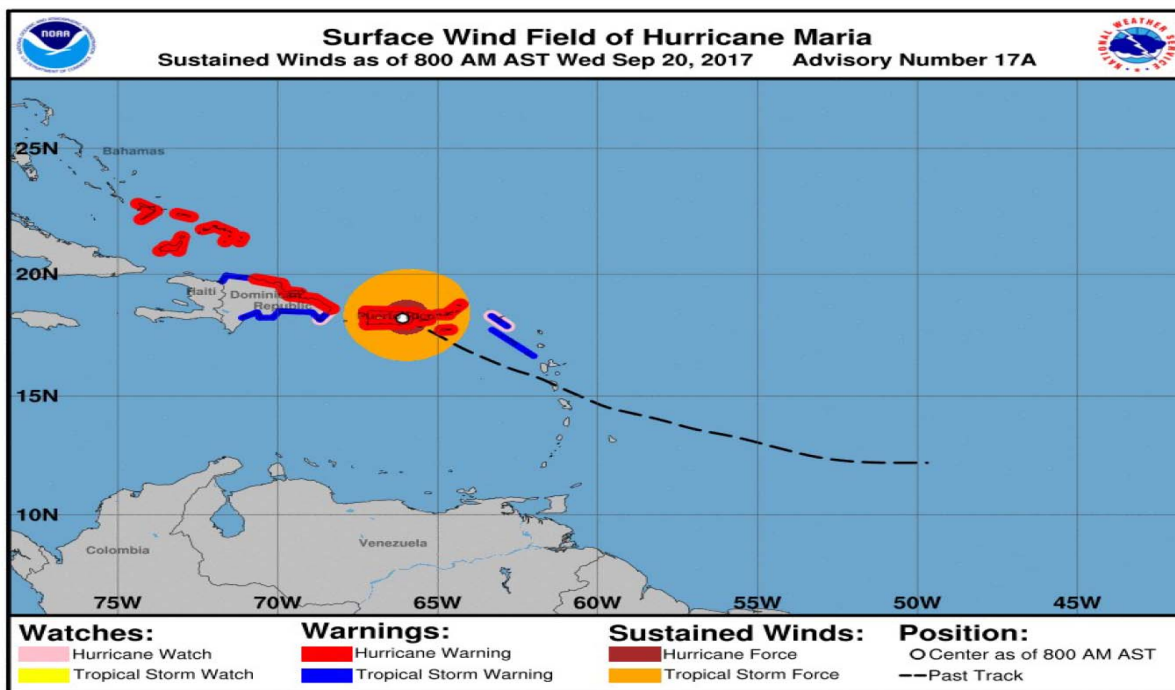 NOAA
Surface Wind Field of Hurricane Maria
Sustained Winds as of 800 AM AST Wed Sep 20, 2017 Advisory Number 17A
NATIONAL WEATHER SERVICE
25N
Bahamas
20N
Haiti
Dominican
Republic
Puerto Rico
15N
10N
Colombia
Venezuela
75W 70W 65W 60W 55W 50W 45W
Watches: Warnings: Sustained Winds: Position:
Hurricane Watch Hurricane Warning Hurricane Force Center as of 800 AM AST
Tropical Storm Watch Tropical Storm Warning Tropical Storm Force Past Track